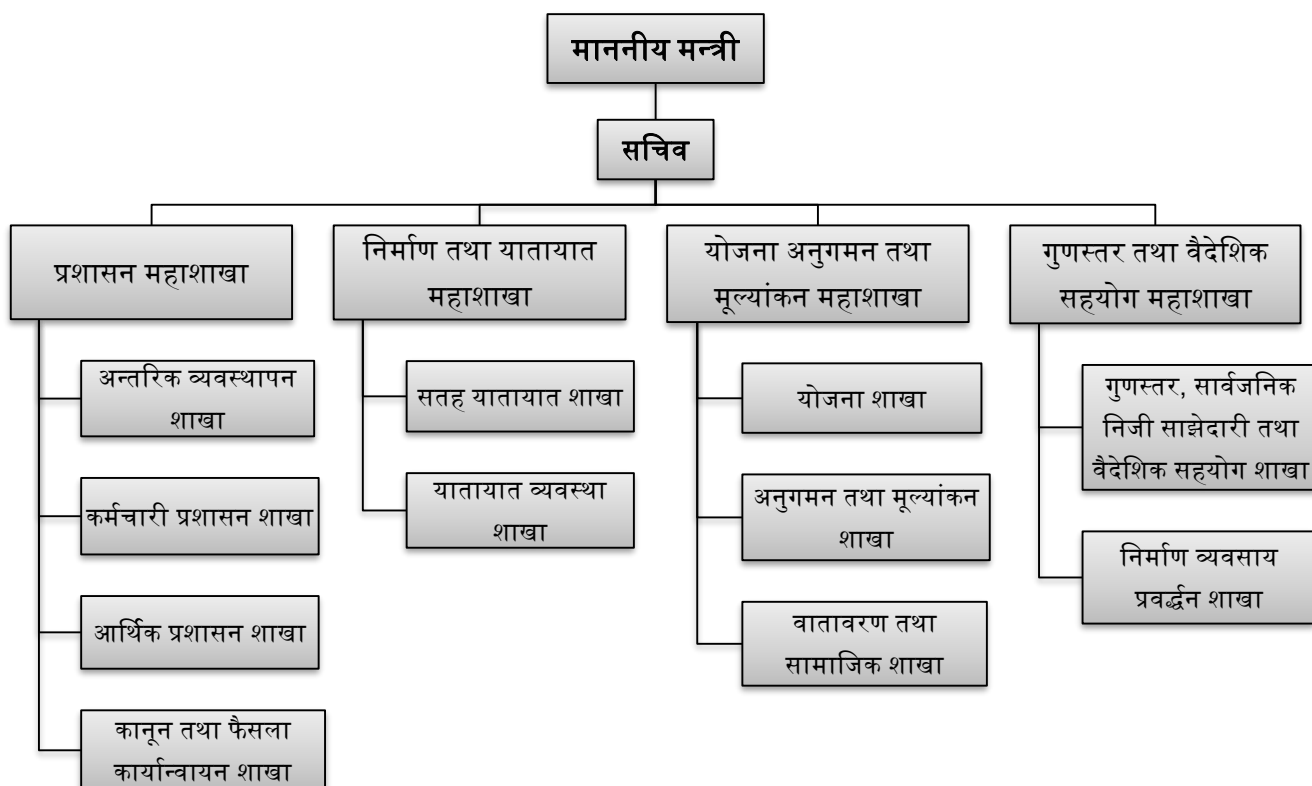 माननीय मन्त्री
सचिव
प्रशासन महाशाखा
निर्माण तथा यातायात
महाशाखा
योजना अनुगमन तथा
मूल्यांकन महाशाखा
गुणस्तर तथा वैदेशिक
सहयोग महाशाखा
अन्तरिक व्यवस्थापन
शाखा
कर्मचारी प्रशासन शाखा
आर्थिक प्रशासन शाखा
कानून तथा फैसला
कार्यान्वायन शाखा
सतह यातायात शाखा
यातायात व्यवस्था
शाखा
योजना शाखा
अनुगमन तथा मूल्यांकन
शाखा
वातावरण तथा
सामाजिक शाखा
गुणस्तर, सार्वजनिक
निजी साझेदारी तथा
वैदेशिक सहयोग शाखा
निर्माण व्यवसाय
प्रवर्द्धन शाखा